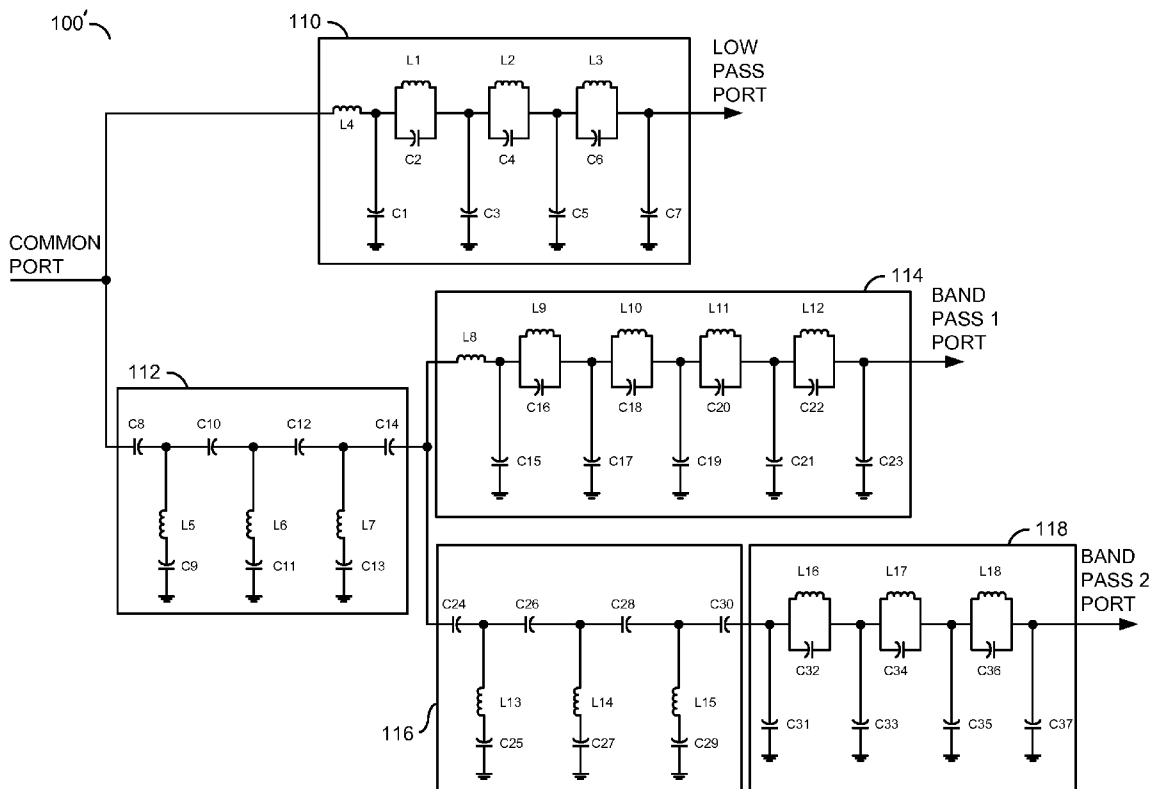 100'
110
LOW
PASS
PORT
L1
L2
L3
L4
C2
C4
C6
C1
C3
C5
C7
COMMON
PORT
114
BAND
PASS 1
PORT
L8
L9
L10
L11
L12
C16
C18
C20
C22
C15
C17
C19
C21
C23
112
C8
C10
C12
C14
L5
L6
L7
C9
C11
C13
116
C24
C26
C28
C30
L13
L14
L15
C25
C27
C29
118
BAND
PASS 2
PORT
L16
L17
L18
C32
C34
C36
C31
C33
C35
C37